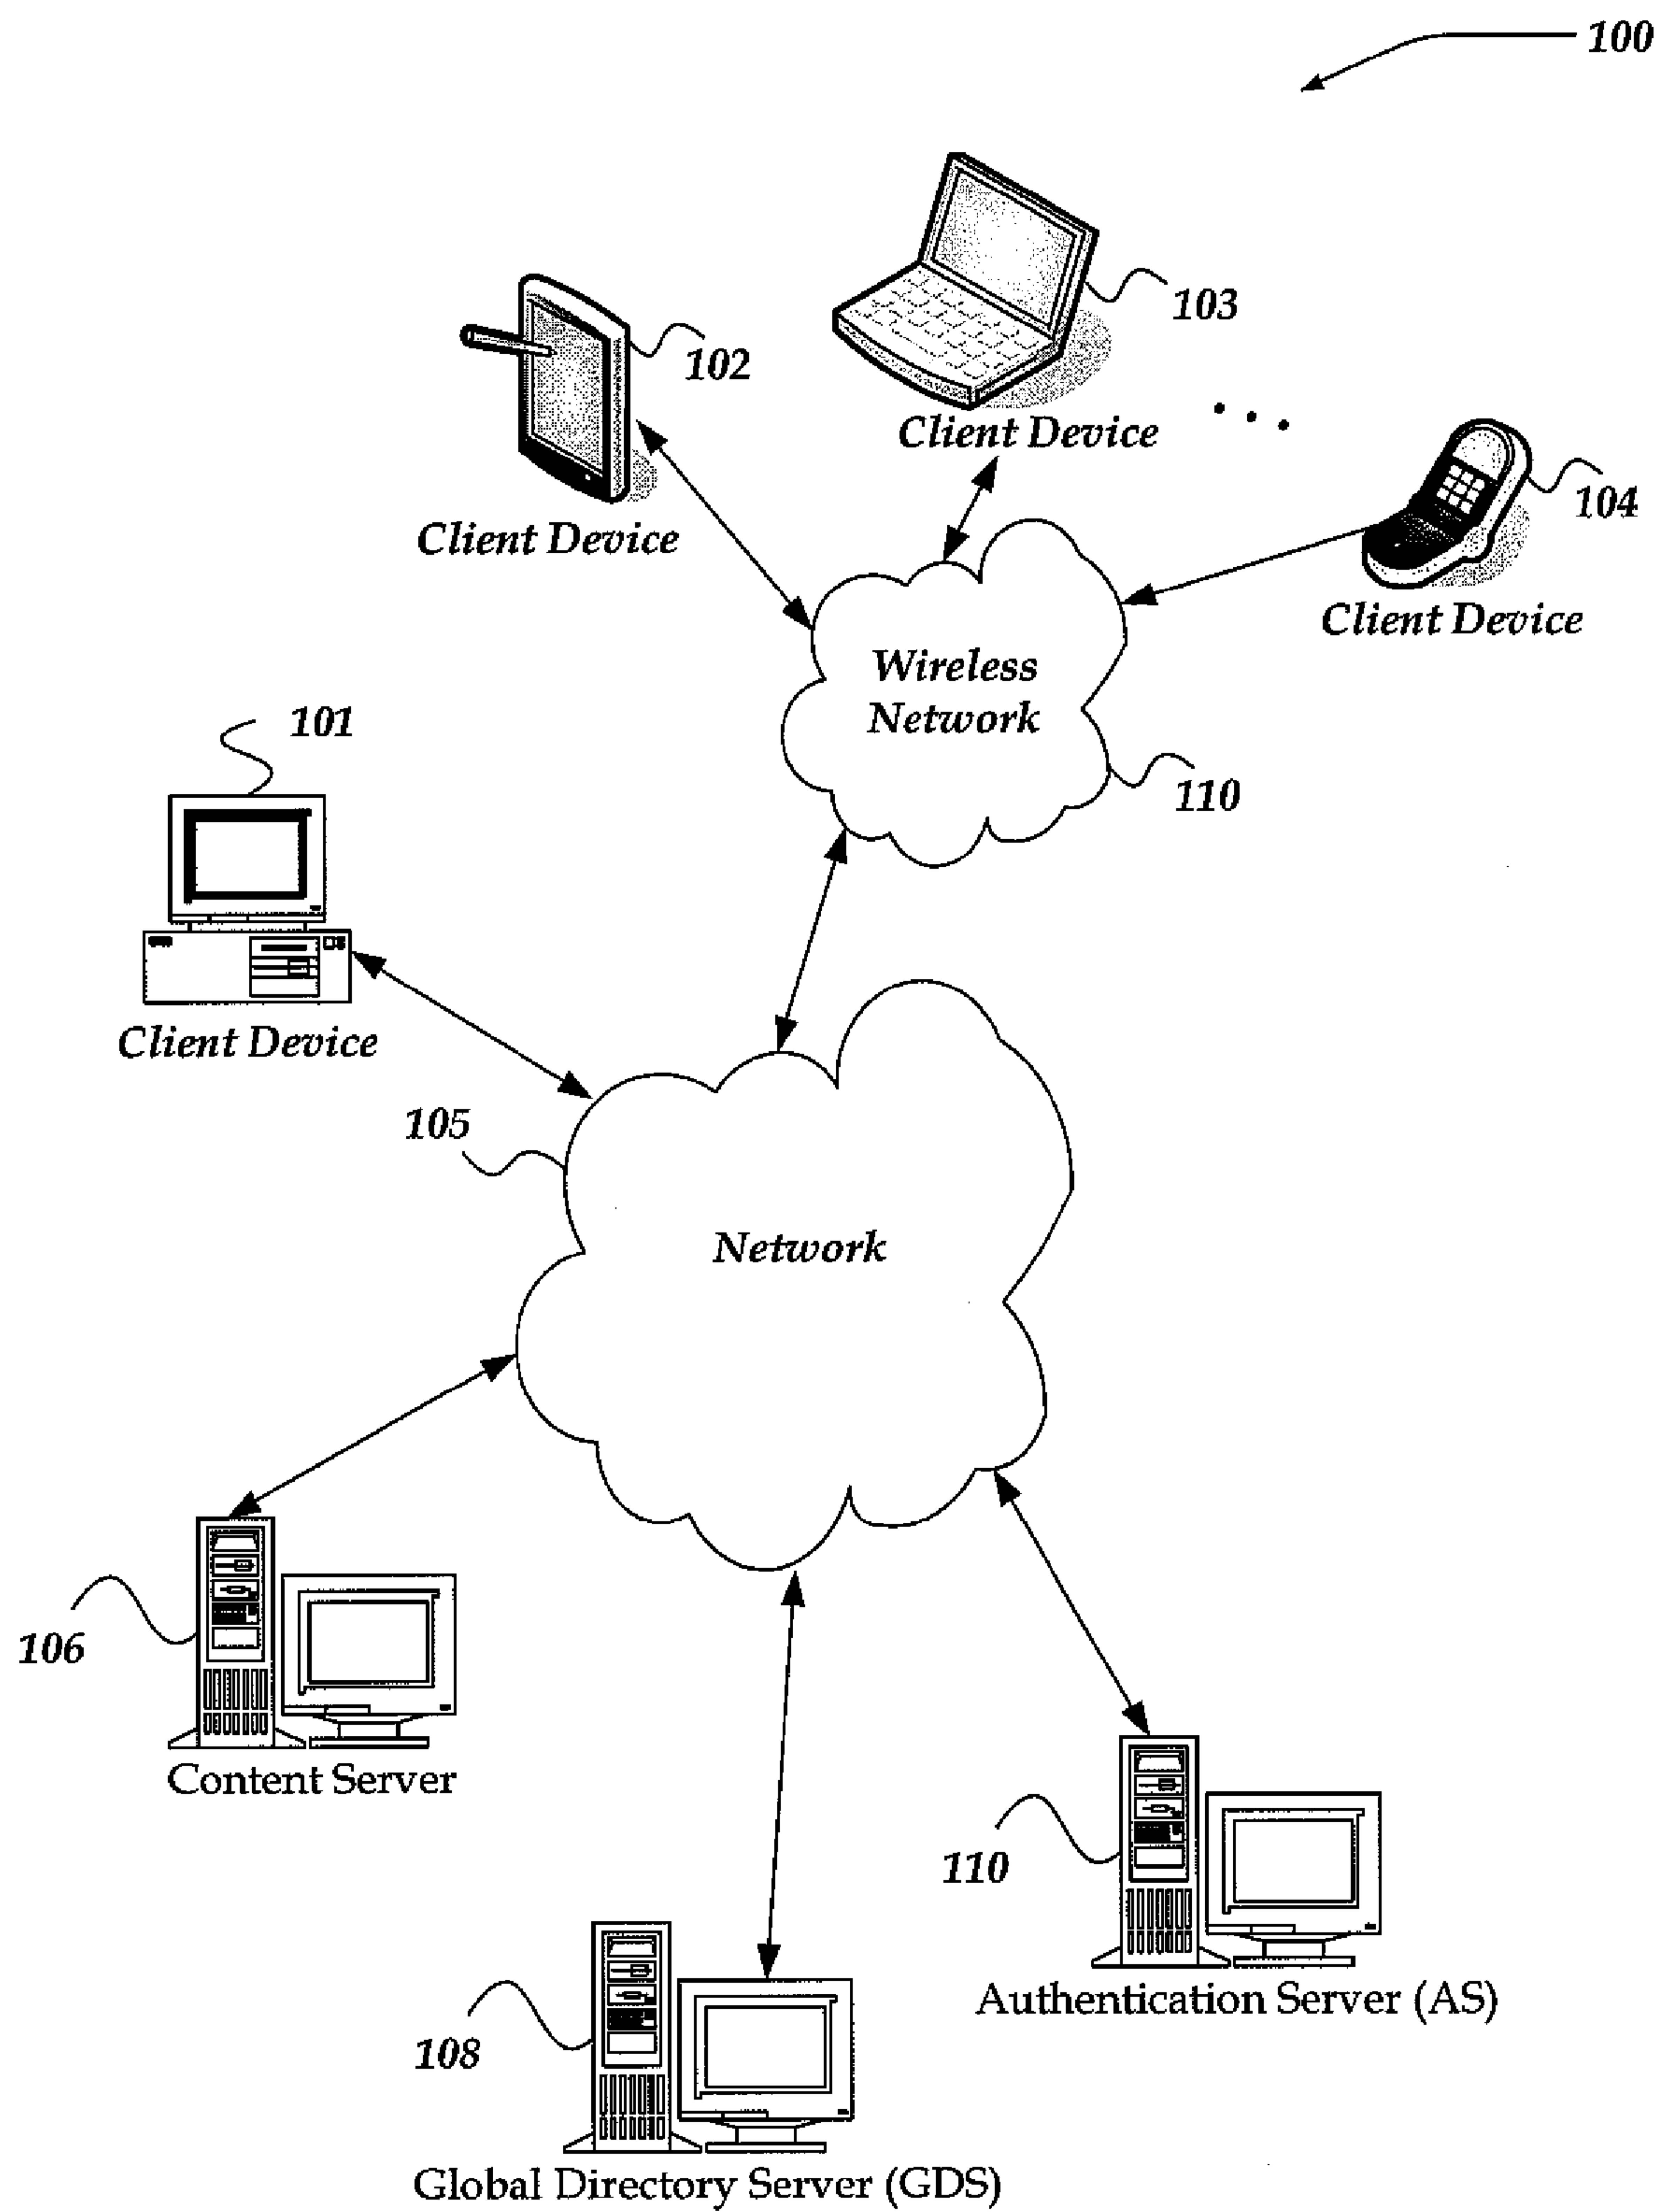 100
103
102
Client Device
104
Client Device
Client Device
Wireless
Network
101
110
Client Device
105
Network
106
Content Server
110
Authentication Server (AS)
108
Global Directory Server (GDS)